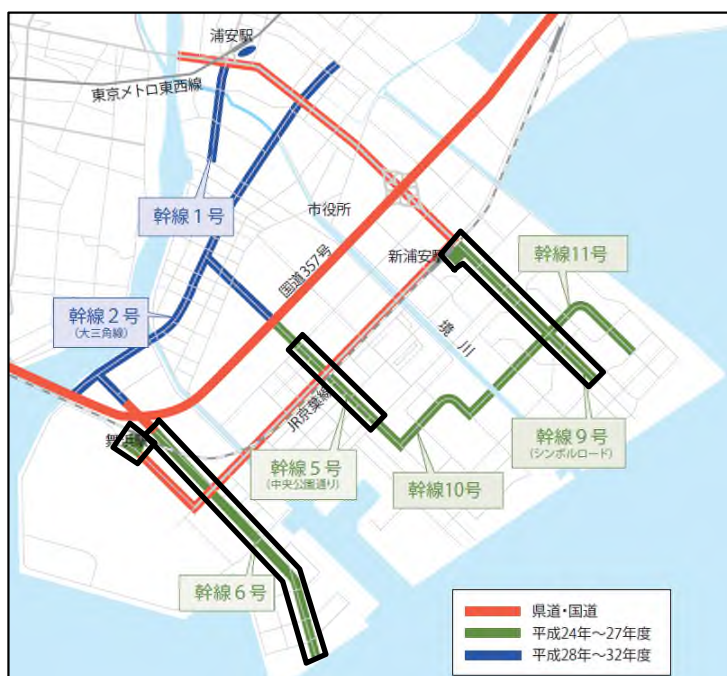 浦安駅
東京メトロ東西線
幹線1号
市役所
国道357号
新浦安駅
幹線11号
幹線2号
(大三角線)
境川
JR京葉線
舞浜駅
幹線5号
(中央公園通り)
幹線9号
(シンボルロード)
幹線10号
幹線6号
県道・国道
平成24年～27年度
平成28年～32年度